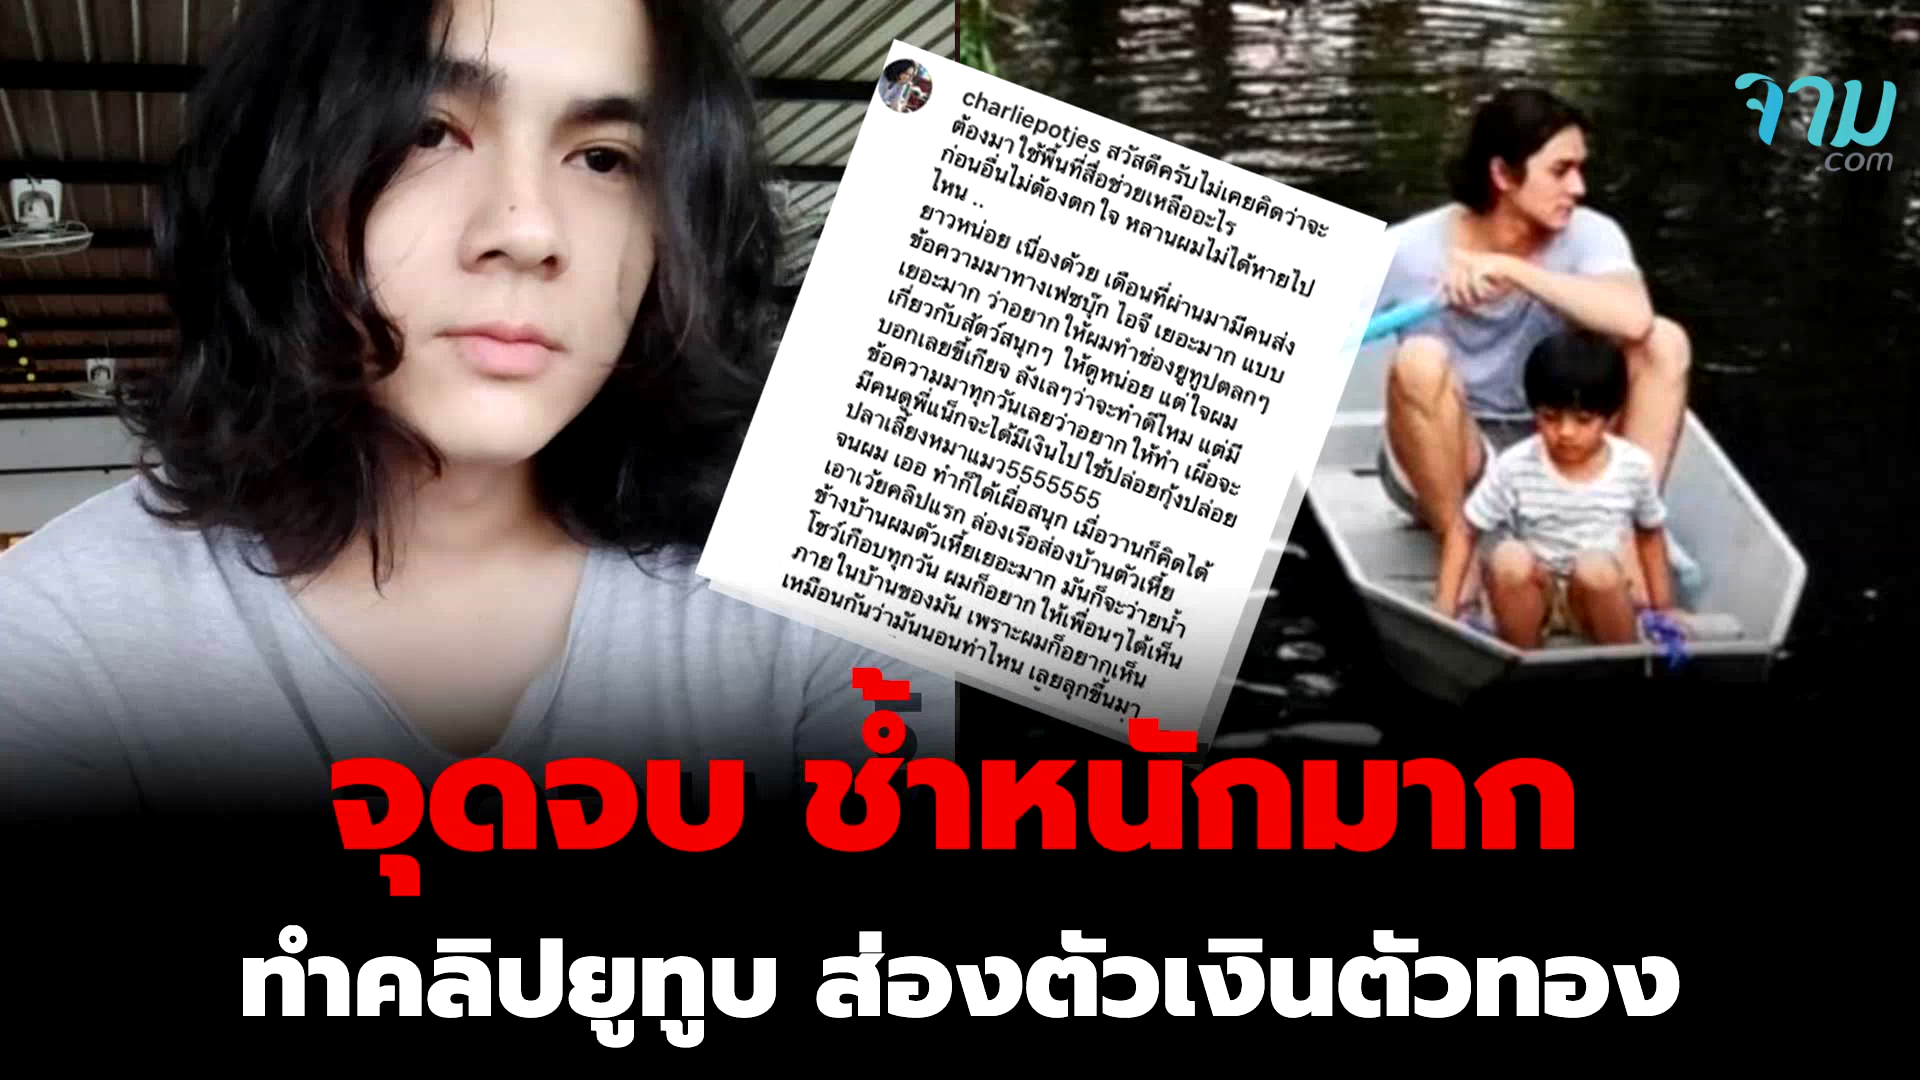 จาม
.com
charliepotjes สวัสดีครับไม่เคยคิดว่าจะ
ต้องมาใช้พื้นที่สื่อช่วยเหลืออะไร
ก่อนอื่นไม่ต้องตกใจ หลานผมไม่ได้หายไป
ไหน ..
ยาวหน่อย เนื่องด้วย เดือนที่ผ่านมามีคนส่ง
ข้อความมาทางเฟซบุ๊ก ไอจี เยอะมาก แบบ
เยอะมาก ว่าอยากให้ผมทำช่องยูทูปตลกๆ
เกี่ยวกับสัตว์สนุกๆ ให้ดูหน่อย แต่ใจผม
บอกเลยขี้เกียจ ลังเลๆว่าจะทำดีไหม แต่มี
ข้อความมาทุกวันเลยว่าอยากให้ทำ เผื่อจะ
มีคนดูพี่แน็กจะได้มีเงินไปใช้ปล่อยกุ้งปล่อย
ปลาเลี้ยงหมาแมว5555555
จนผม เออ ทำก็ได้เผื่อสนุก เมื่อวานก็คิดได้
เอาเว้ยคลิปแรก ล่องเรือส่องบ้านตัวเหี้ย
ข้างบ้านผมตัวเหี้ยเยอะมาก มันก็จะว่ายน้ำ
โชว์เกือบทุกวัน ผมก็อยากให้เพื่อนๆได้เห็น
ภายในบ้านของมัน เพราะผมก็อยากเห็น
เหมือนกันว่ามันนอนท่าไหน เลยลุกขึ้นมา
จุดจบ ช้ำหนักมาก
ทำคลิปยูทูบ ส่องตัวเงินตัวทอง